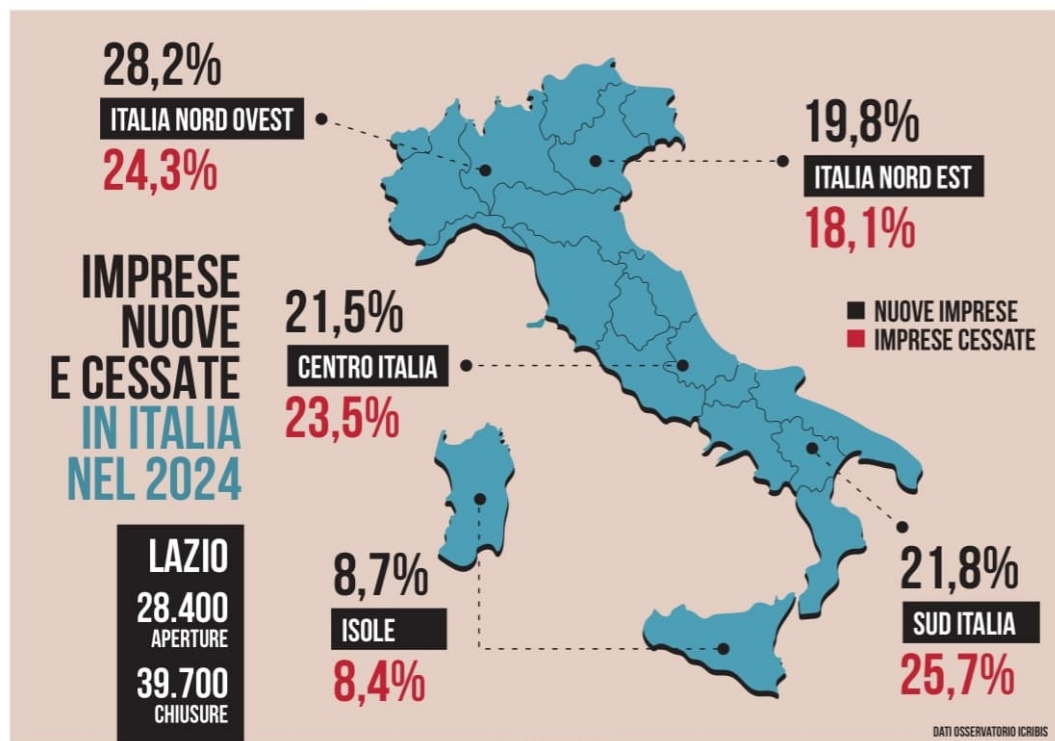 28,2%
ITALIA NORD OVEST
24,3%
19,8%
ITALIA NORD EST
18,1%
IMPRESE
NUOVE
E CESSATE
IN ITALIA
NEL 2024
21,5%
CENTRO ITALIA
23,5%
NUOVE IMPRESE
IMPRESE CESSATE
LAZIO
28.400
APERTURE
39.700
CHIUSURE
8,7%
ISOLE
8,4%
21,8%
SUD ITALIA
25,7%
DATI OSSERVATORIO ICRIBIS